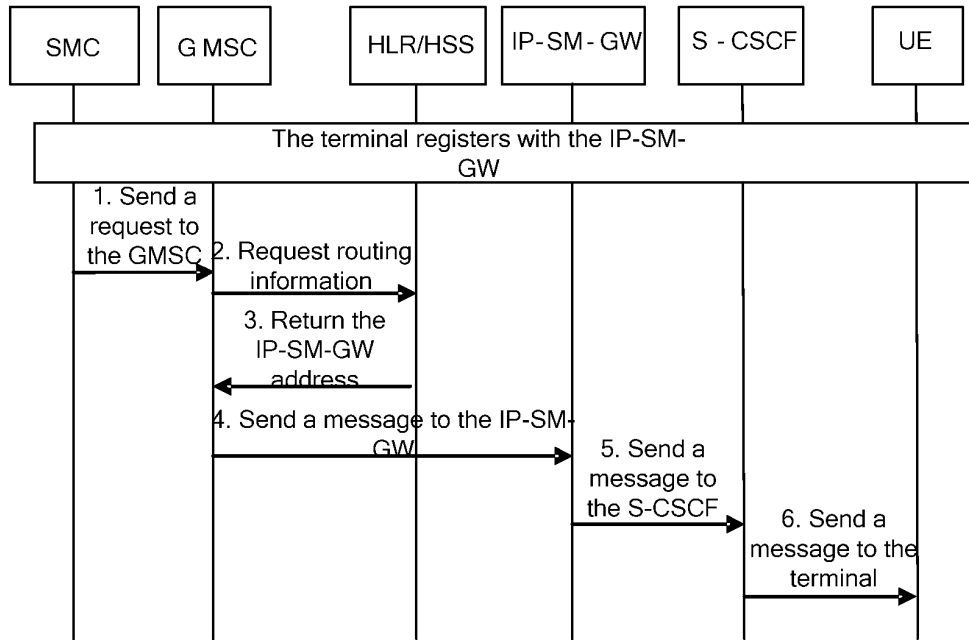 SMC
G MSC
HLR/HSS
IP-SM-GW
S - CSCF
UE
The terminal registers with the IP-SM-
GW
1. Send a
request to
the GMSC
2. Request routing
information
3. Return the
IP-SM-GW
address
4. Send a message to the IP-SM-
GW
5. Send a
message to
the S-CSCF
6. Send a
message to the
terminal